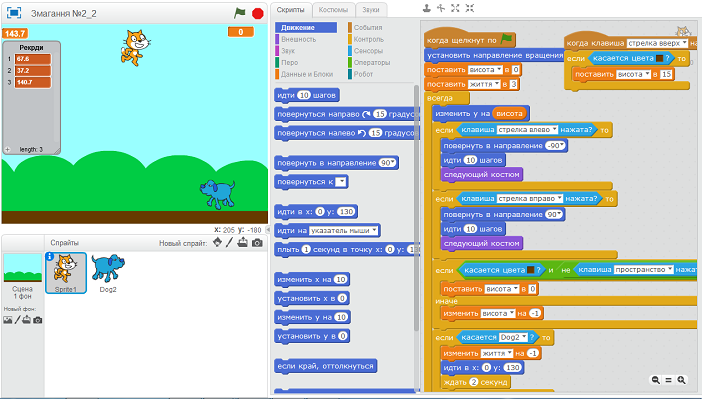 Змагання №2_2
143.7
0
Рекорди
1 67.6
2 37.2
3 140.7
+ length: 3
x: 205 y: -180
Спрайты
Новый спрайт:
Сцена
1 фон
Новый фон:
Sprite1
Dog2
Скрипты
Костюмы
Звуки
Движение
Внешность
Звук
Перо
Данные и Блоки
События
Контроль
Сенсоры
Операторы
Робот
идти 10 шагов
повернуться направо 15 градусо
повернуться налево 15 градусо
повернуть в направление 90
повернуться к
идти в x: 0 y: 130
идти на указатель мыши
плыть 1 секунд в точку x: 0 y: 1
изменить x на 10
установить x в 0
изменить y на 10
установить y в 0
если край, оттолкнуться
когда щелкнут по
установить направление вращения
поставить висота в 0
поставить життя в 3
всегда
изменить y на висота
если клавиша стрелка влево нажата? то
повернуть в направление -90
идти 10 шагов
следующий костюм
если клавиша стрелка вправо нажата? то
повернуть в направление 90
идти 10 шагов
следующий костюм
если касается цвета ? и не клавиша пространство нажат
поставить висота в 0
иначе
изменить висота на -1
если касается Dog2 ? то
изменить життя на -1
идти в x: 0 y: 130
ждать 2 секунд
когда клавиша стрелка вверх на
если касается цвета ? то
поставить висота в 15